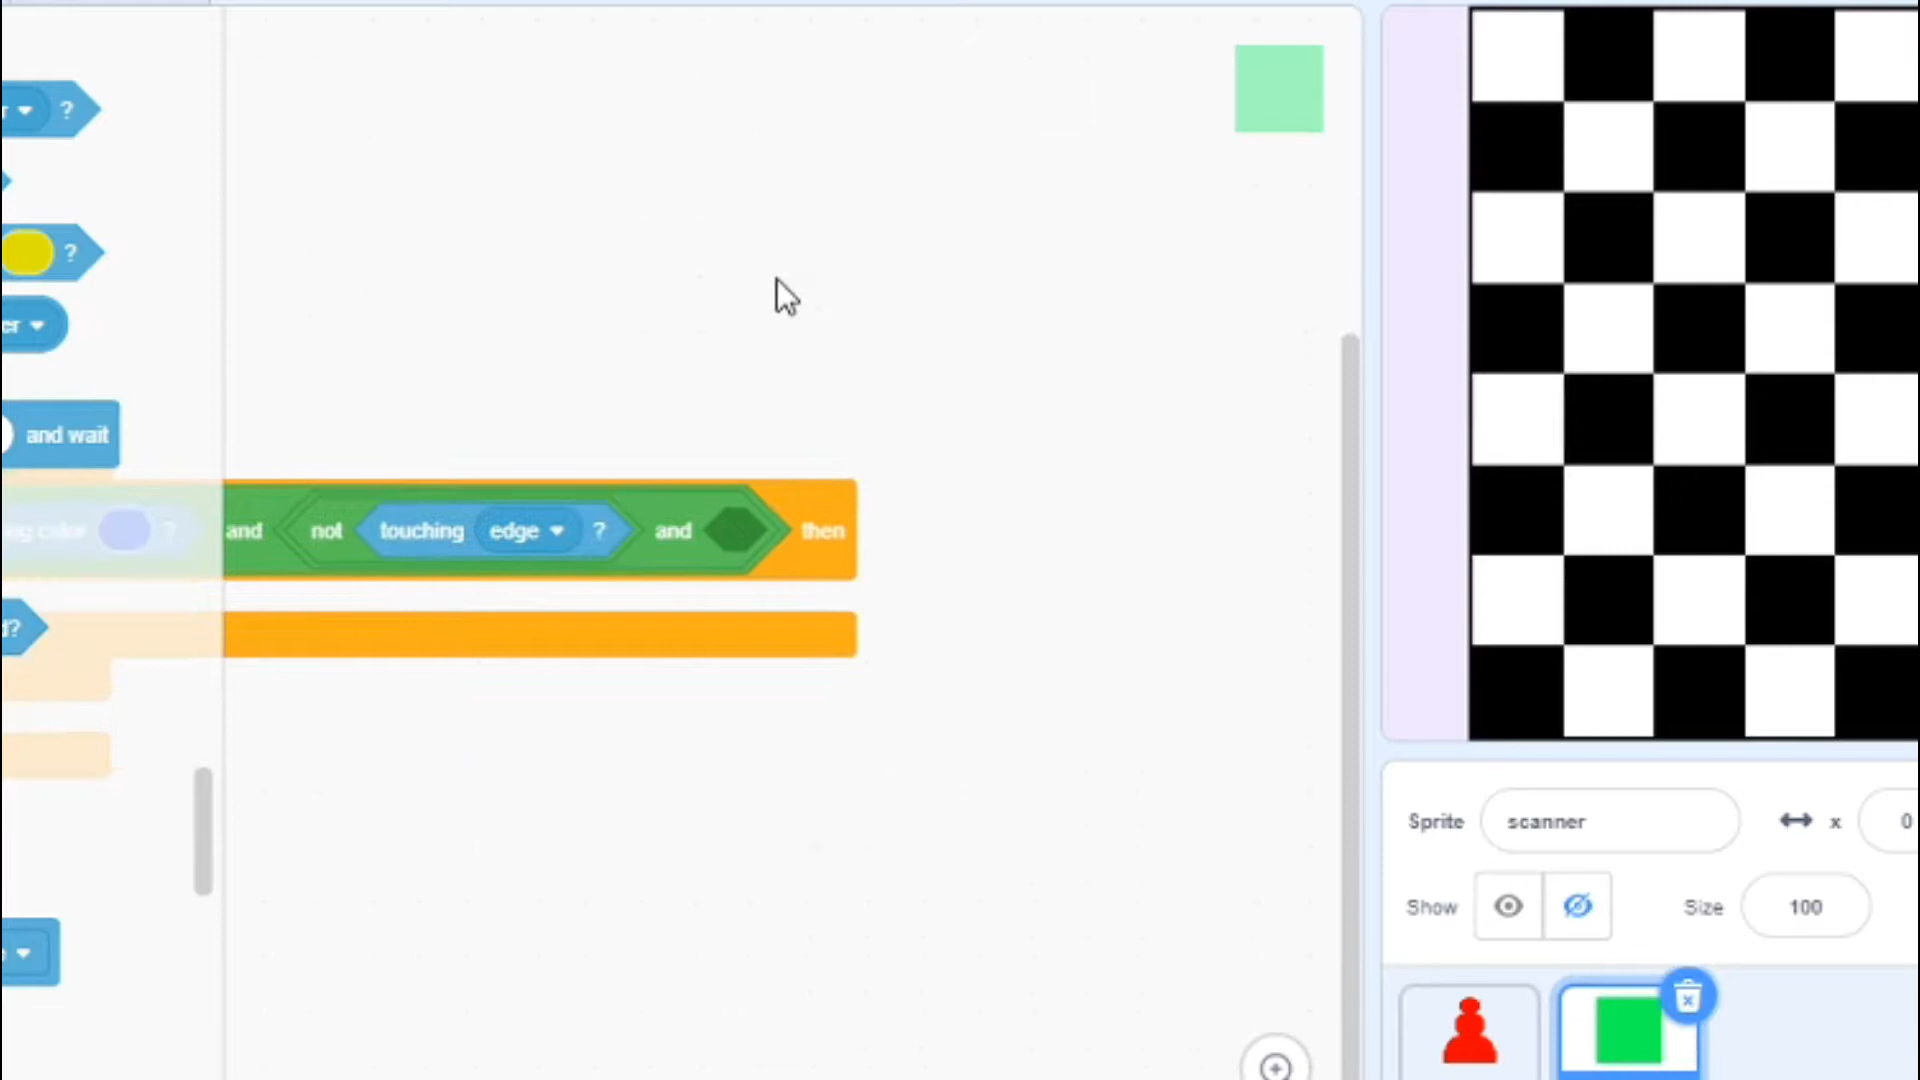 ?
?
and wait
and not touching edge ? and then
?
Sprite scanner x 0
Show Size 100